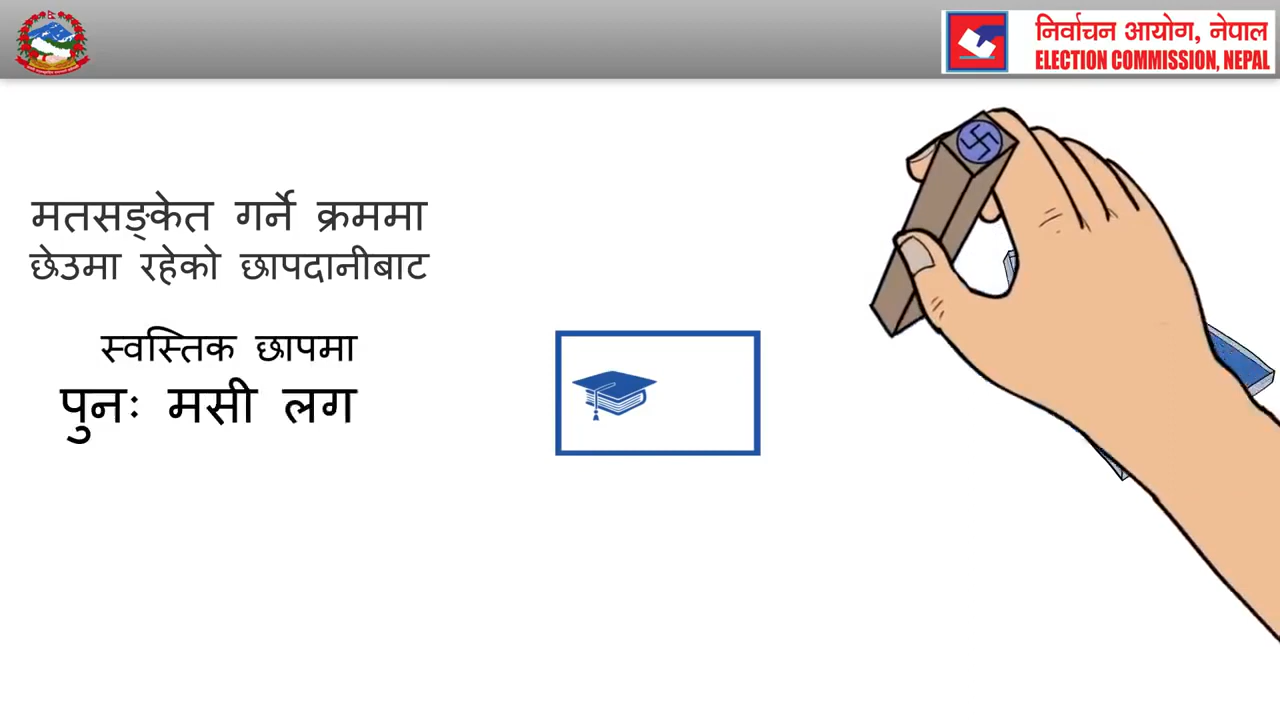 निर्वाचन आयोग, नेपाल
ELECTION COMMISSION, NEPAL
मतसङ्केत गर्ने क्रममा
छेउमा रहेको छापदानीबाट
स्वस्तिक छापमा
पुनः मसी लग